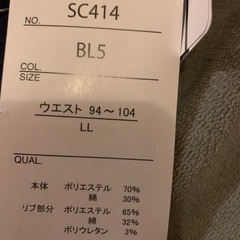 NO. SC414
COL. BL5
SIZE
ウエスト 94～104
LL
QUAL.
本体 ポリエステル 70%
綿 30%
リブ部分 ポリエステル 65%
綿 32%
ポリウレタン 3%